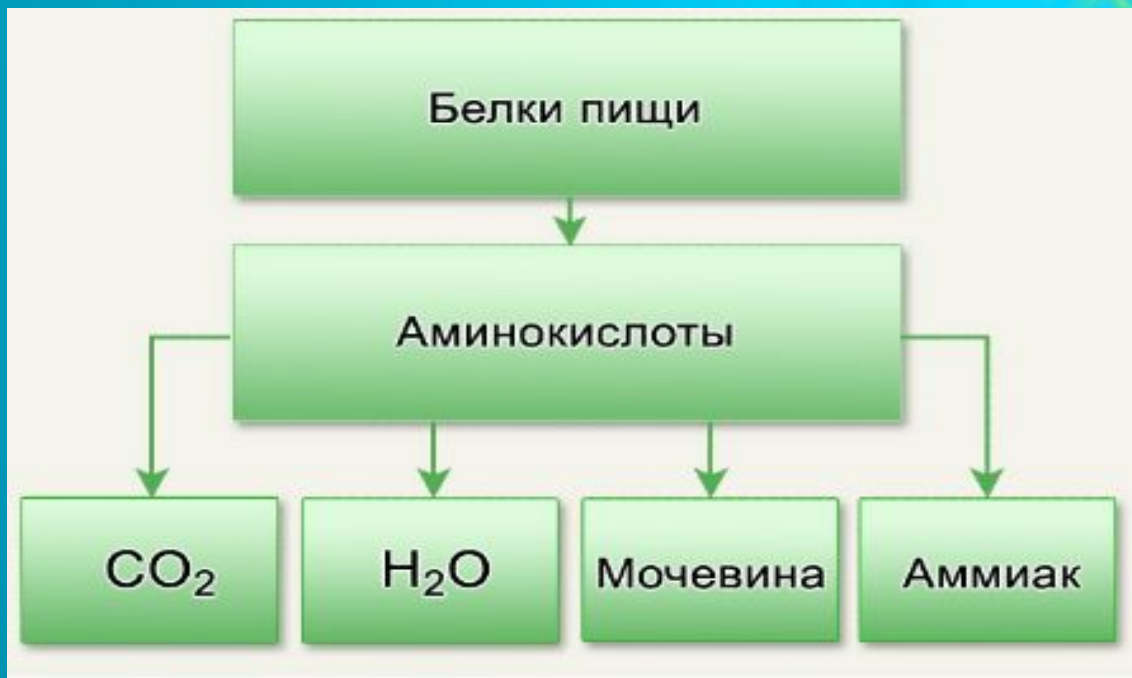 Белки пищи
Аминокислоты
CO₂
H₂O
Мочевина
Аммиак